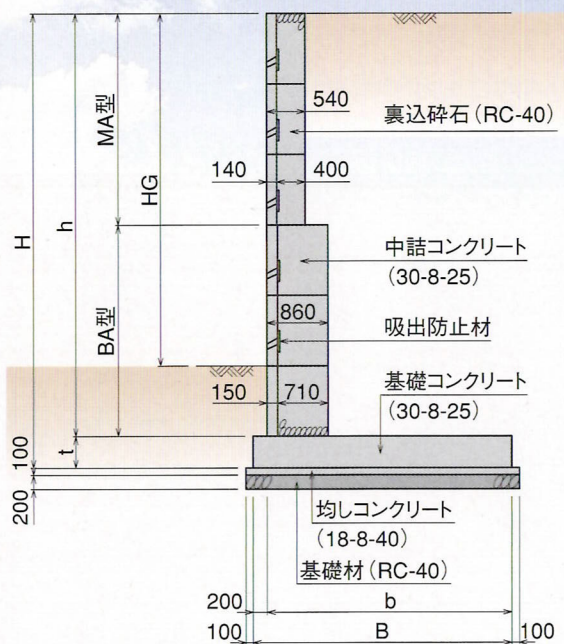 540
裏込砕石(RC-40)
MA型
140
400
HG
H
h
中詰コンクリート
(30-8-25)
BA型
860
吸出防止材
150
710
基礎コンクリート
(30-8-25)
t
100
200
均しコンクリート
(18-8-40)
基礎材(RC-40)
200
b
100
B
100